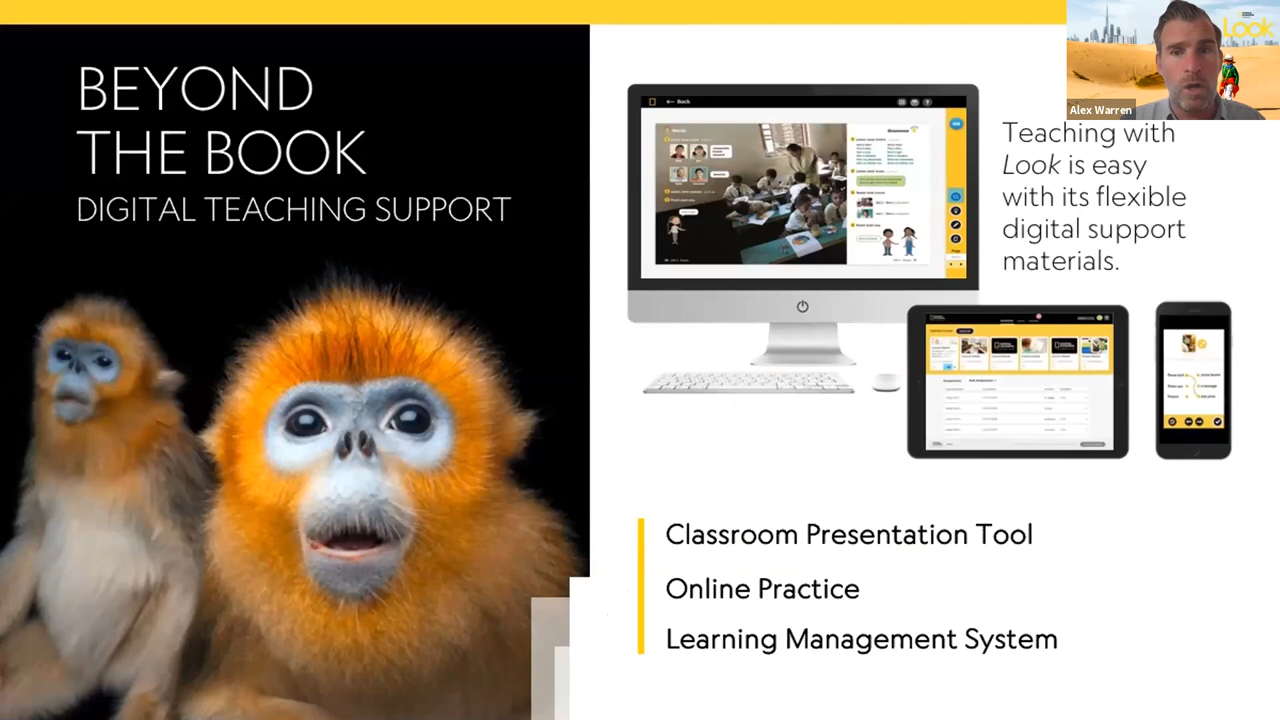 BEYOND
THE BOOK
DIGITAL TEACHING SUPPORT
Look
Alex Warren
Back
Teaching with
Look is easy
with its flexible
digital support
materials.
Classroom Presentation Tool
Online Practice
Learning Management System